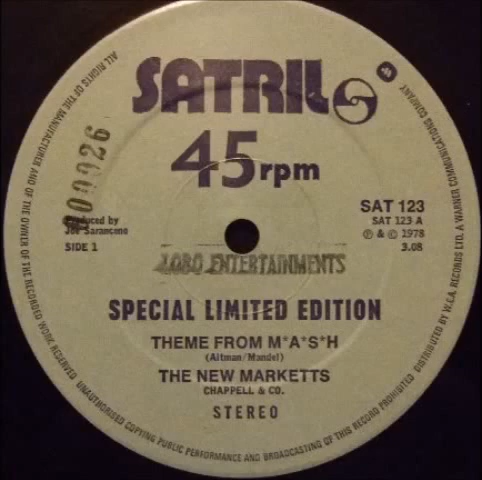 SATRIL
45 rpm
000026
Produced by
Joe Saraceno
SIDE 1
SAT 123
SAT 123 A
℗ & © 1978
3.08
LOBO ENTERTAINMENTS
SPECIAL LIMITED EDITION
THEME FROM M*A*S*H
(Altman/Mandel)
THE NEW MARKETTS
CHAPPELL & CO.
STEREO
ALL RIGHTS OF THE MANUFACTURER AND OF THE OWNER OF THE RECORDED WORK RESERVED UNAUTHORISED COPYING PUBLIC PERFORMANCE AND BROADCASTING OF THIS RECORD PROHIBITED DISTRIBUTED BY W.E.A. RECORDS LTD. A WARNER COMMUNICATIONS COMPANY